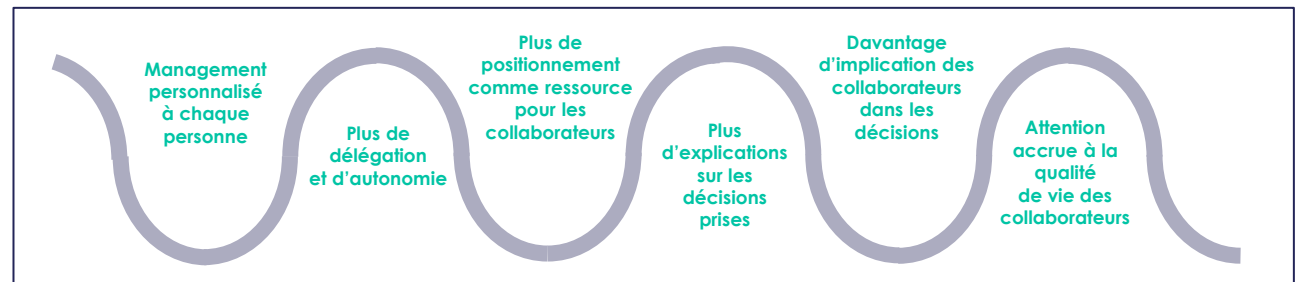 Management
personnalisé
à chaque
personne
Plus de
délégation
et d'autonomie
Plus de
positionnement
comme ressource
pour les
collaborateurs
Plus
d'explications
sur les
décisions
prises
Davantage
d'implication des
collaborateurs
dans les
décisions
Attention
accrue à la
qualité
de vie des
collaborateurs